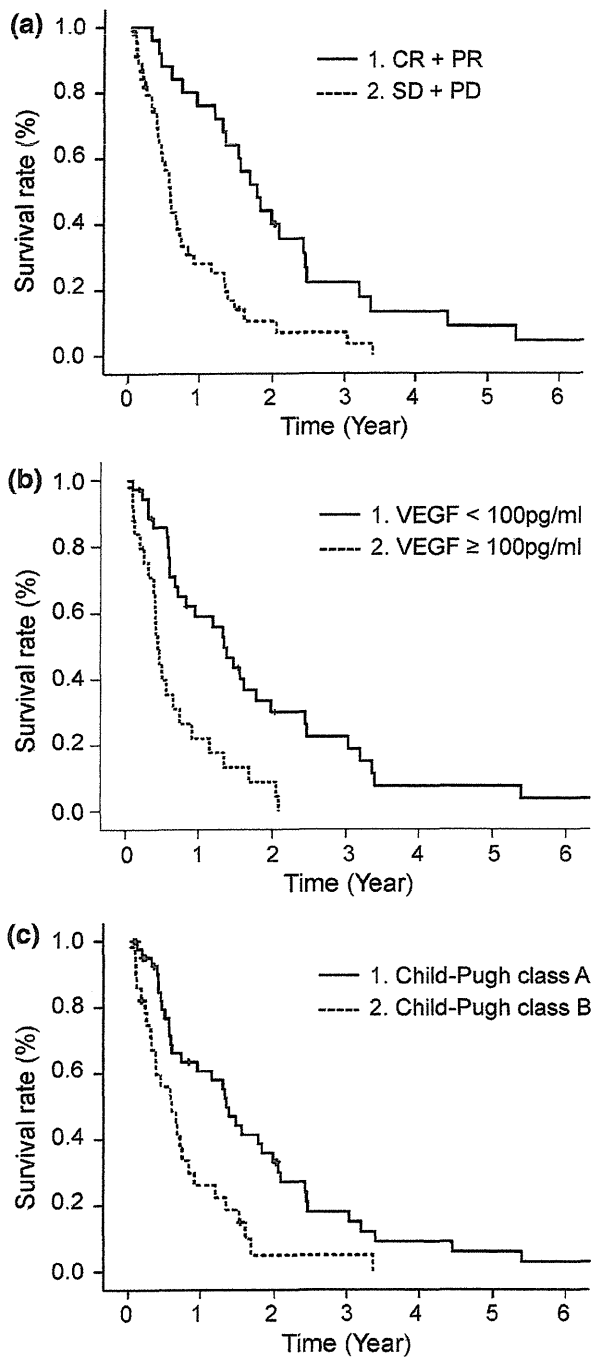 (a)
1. CR + PR
2. SD + PD
Survival rate (%)
1.0
0.8
0.6
0.4
0.2
0.0
0 1 2 3 4 5 6
Time (Year)
(b)
1. VEGF < 100pg/ml
2. VEGF ≥ 100pg/ml
Survival rate (%)
1.0
0.8
0.6
0.4
0.2
0.0
0 1 2 3 4 5 6
Time (Year)
(c)
1. Child-Pugh class A
2. Child-Pugh class B
Survival rate (%)
1.0
0.8
0.6
0.4
0.2
0.0
0 1 2 3 4 5 6
Time (Year)